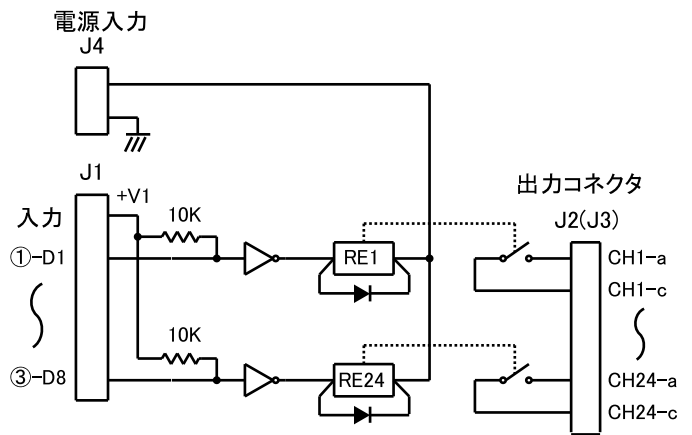 電源入力
J4
J1
+V1
入力
10K
①-D1
RE1
10K
③-D8
RE24
出力コネクタ
J2(J3)
CH1-a
CH1-c
CH24-a
CH24-c